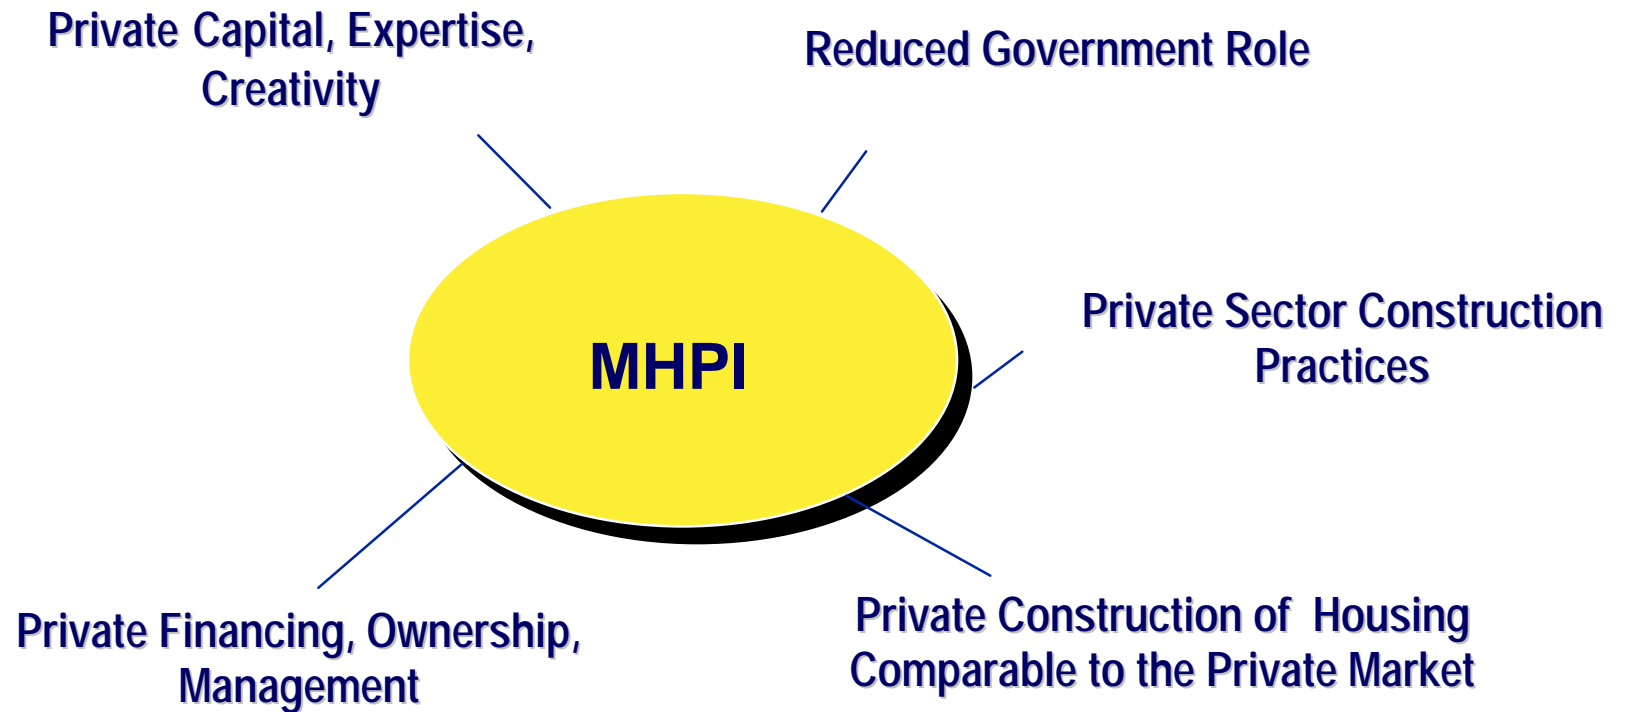 Private Capital, Expertise,
Creativity
Reduced Government Role
Private Sector Construction
Practices
MHPI
Private Financing, Ownership,
Management
Private Construction of  Housing
Comparable to the Private Market